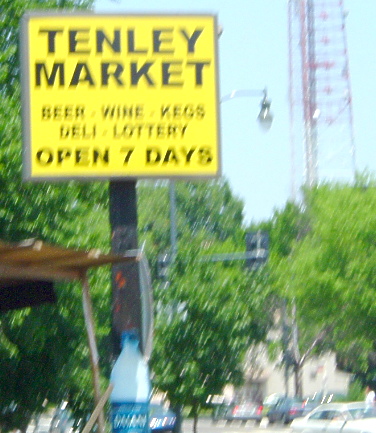 TENLEY
MARKET
BEER - WINE - KEGS
DELI - LOTTERY
OPEN 7 DAYS